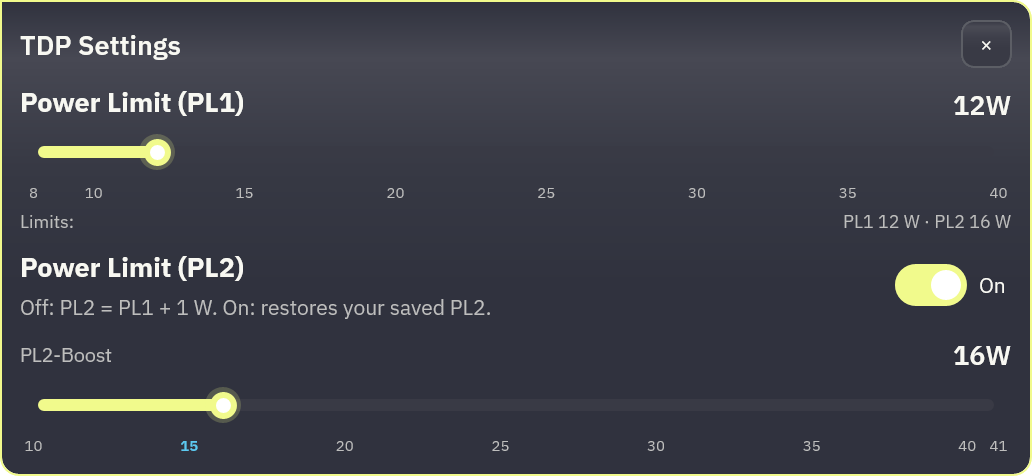 TDP Settings ×
Power Limit (PL1) 12W
8 10 15 20 25 30 35 40
Limits: PL1 12 W · PL2 16 W
Power Limit (PL2) On
Off: PL2 = PL1 + 1 W. On: restores your saved PL2.
PL2-Boost 16W
10 15 20 25 30 35 40 41